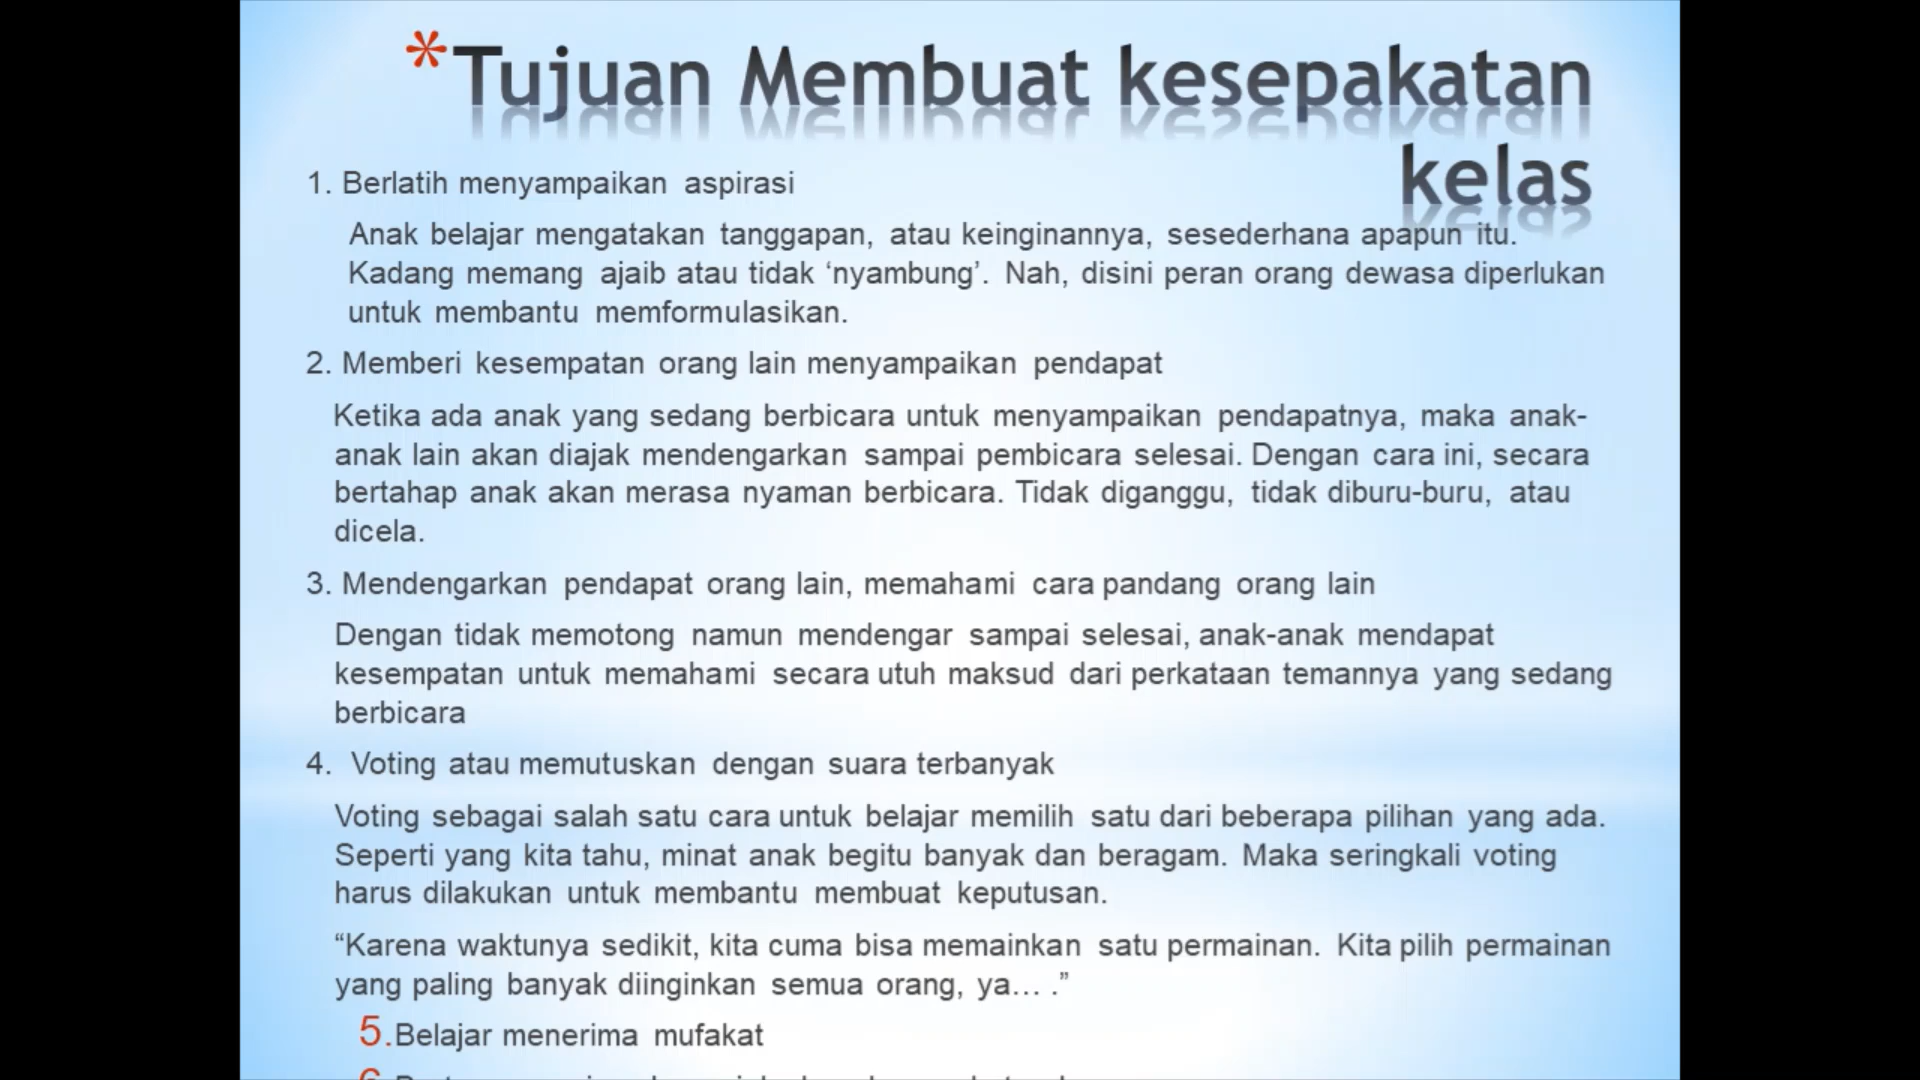 *Tujuan Membuat kesepakatan
kelas
1. Berlatih menyampaikan aspirasi
Anak belajar mengatakan tanggapan, atau keinginannya, sesederhana apapun itu.
Kadang memang ajaib atau tidak ‘nyambung’. Nah, disini peran orang dewasa diperlukan
untuk membantu memformulasikan.
2. Memberi kesempatan orang lain menyampaikan pendapat
Ketika ada anak yang sedang berbicara untuk menyampaikan pendapatnya, maka anak-
anak lain akan diajak mendengarkan sampai pembicara selesai. Dengan cara ini, secara
bertahap anak akan merasa nyaman berbicara. Tidak diganggu, tidak diburu-buru, atau
dicela.
3. Mendengarkan pendapat orang lain, memahami cara pandang orang lain
Dengan tidak memotong namun mendengar sampai selesai, anak-anak mendapat
kesempatan untuk memahami secara utuh maksud dari perkataan temannya yang sedang
berbicara
4. Voting atau memutuskan dengan suara terbanyak
Voting sebagai salah satu cara untuk belajar memilih satu dari beberapa pilihan yang ada.
Seperti yang kita tahu, minat anak begitu banyak dan beragam. Maka seringkali voting
harus dilakukan untuk membantu membuat keputusan.
“Karena waktunya sedikit, kita cuma bisa memainkan satu permainan. Kita pilih permainan
yang paling banyak diinginkan semua orang, ya… .”
5.Belajar menerima mufakat